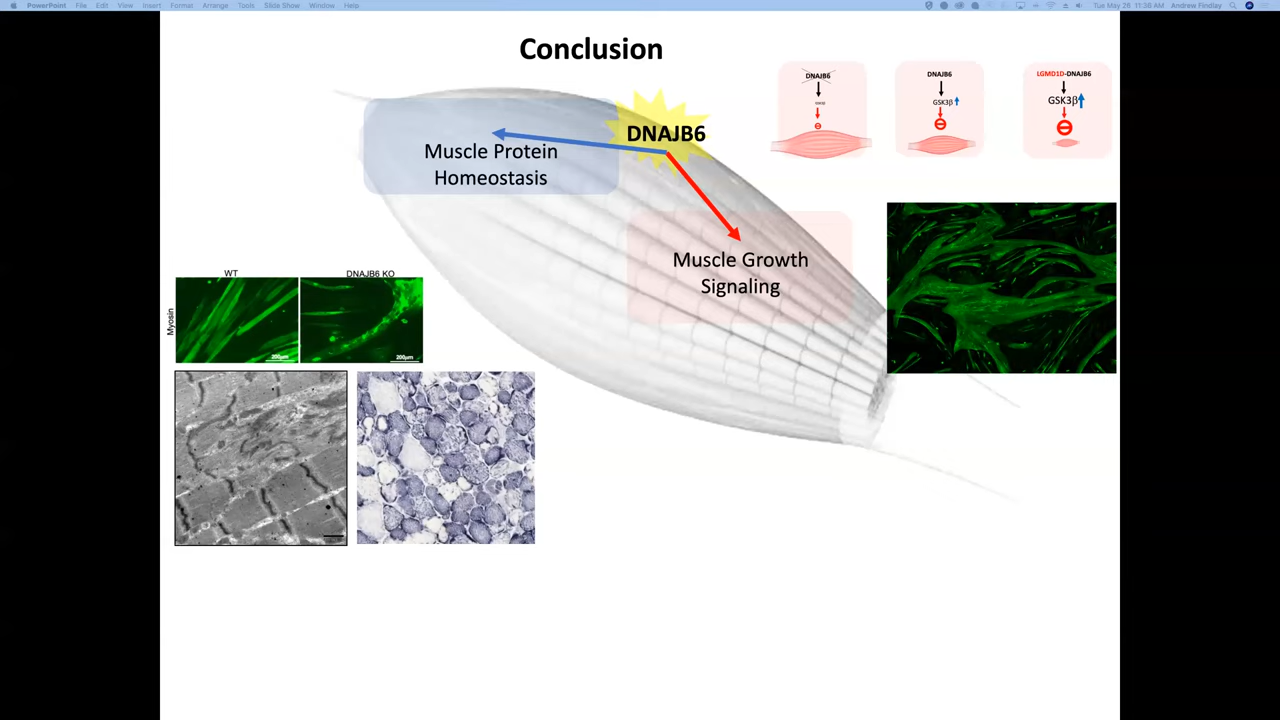 PowerPoint File Edit View Insert Format Arrange Tools Slide Show Window Help
Tue May 26 11:38 AM Andrew Findlay
Conclusion
DNAJB6
Muscle Protein
Homeostasis
Muscle Growth
Signaling
DNAJB6
DNAJB6
GSK3β
LGMD1D-DNAJB6
GSK3β
WT
DNAJB6 KO
Myosin
200μm
200μm